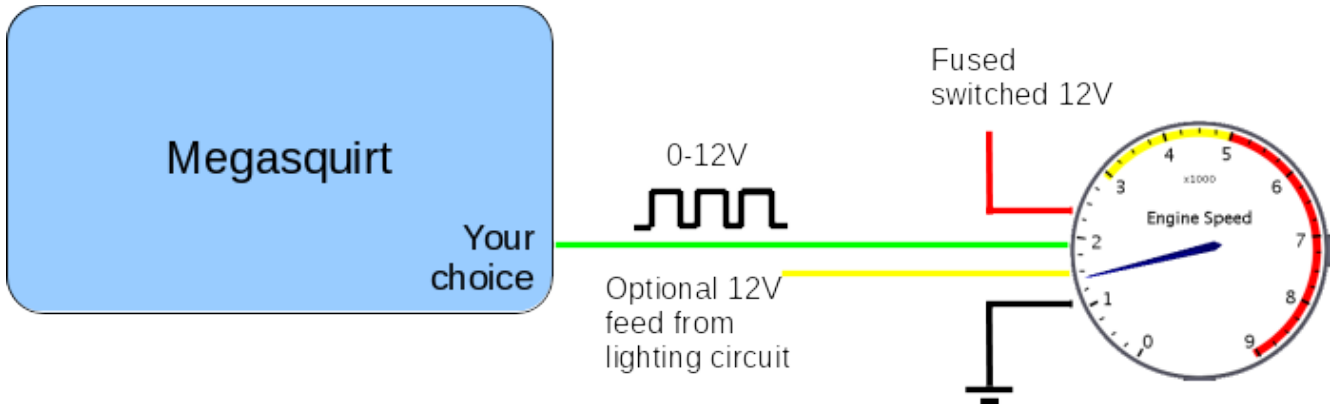 Megasquirt
Your
choice
0-12V
Optional 12V
feed from
lighting circuit
Fused
switched 12V
0
1
2
3
4
5
6
7
8
9
x1000
Engine Speed